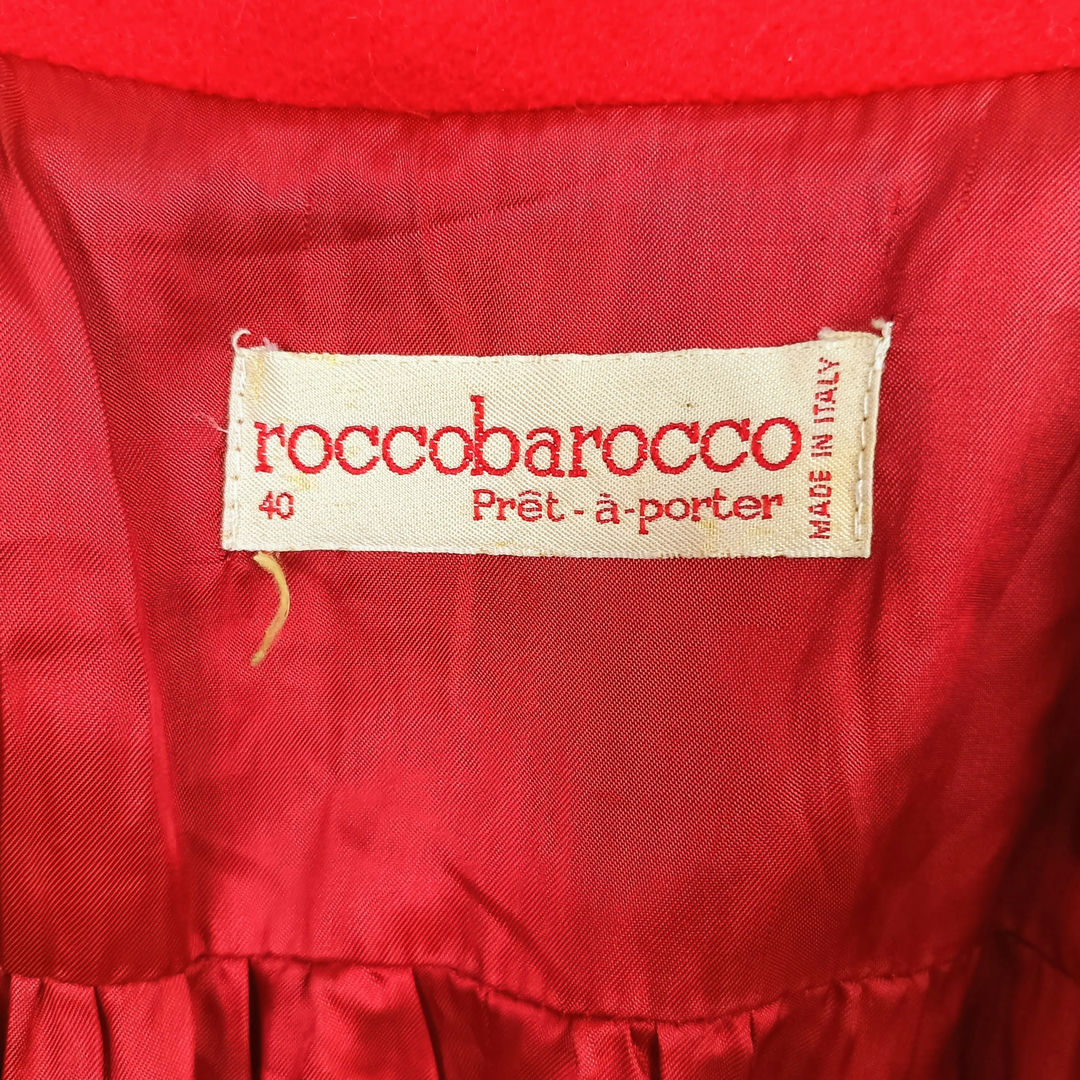 roccobarocco
40
Prêt-à-porter
MADE IN ITALY